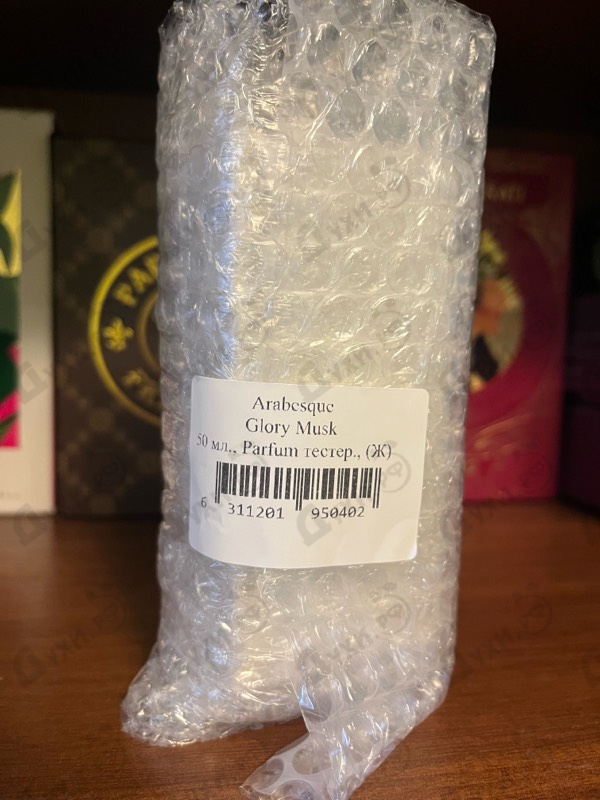 Arabesque
Glory Musk
50 мл., Parfum тестер., (Ж)
6 311201 950402